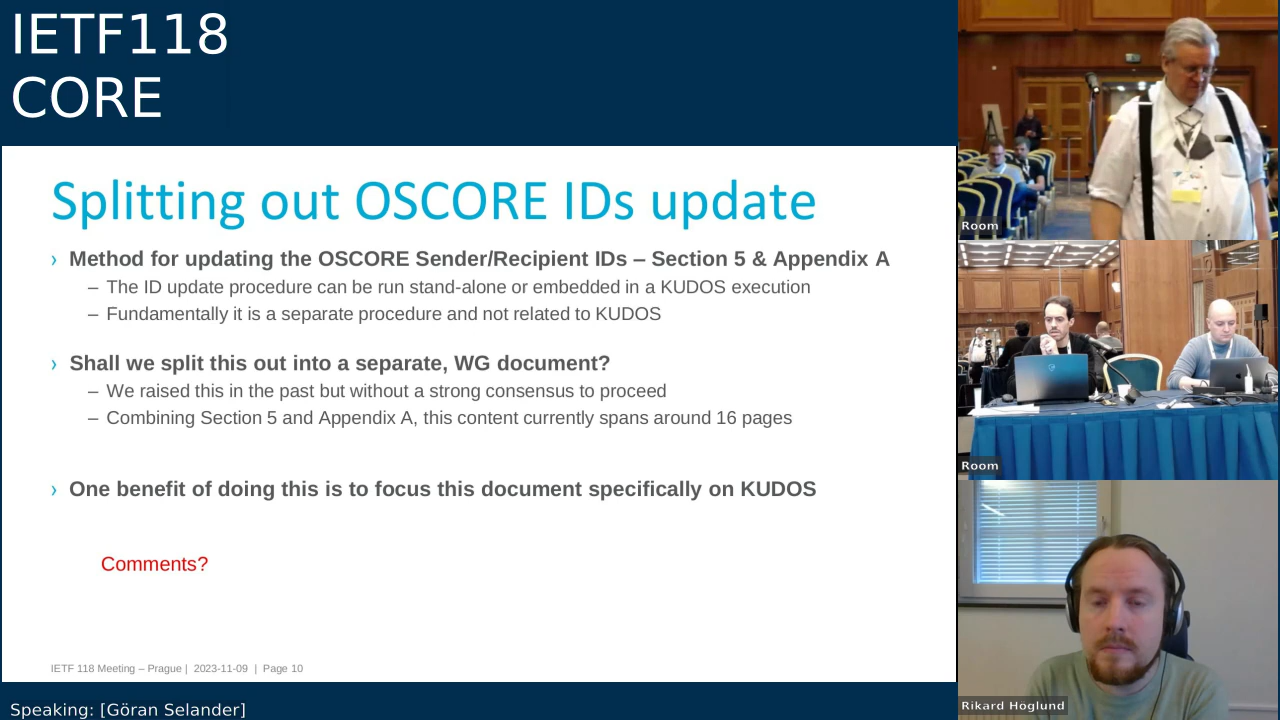 IETF118
CORE
Splitting out OSCORE IDs update
› Method for updating the OSCORE Sender/Recipient IDs – Section 5 & Appendix A
– The ID update procedure can be run stand-alone or embedded in a KUDOS execution
– Fundamentally it is a separate procedure and not related to KUDOS
› Shall we split this out into a separate, WG document?
– We raised this in the past but without a strong consensus to proceed
– Combining Section 5 and Appendix A, this content currently spans around 16 pages
› One benefit of doing this is to focus this document specifically on KUDOS
Comments?
IETF 118 Meeting – Prague | 2023-11-09 | Page 10
Speaking: [Göran Selander]
Room
Room
Rikard Höglund